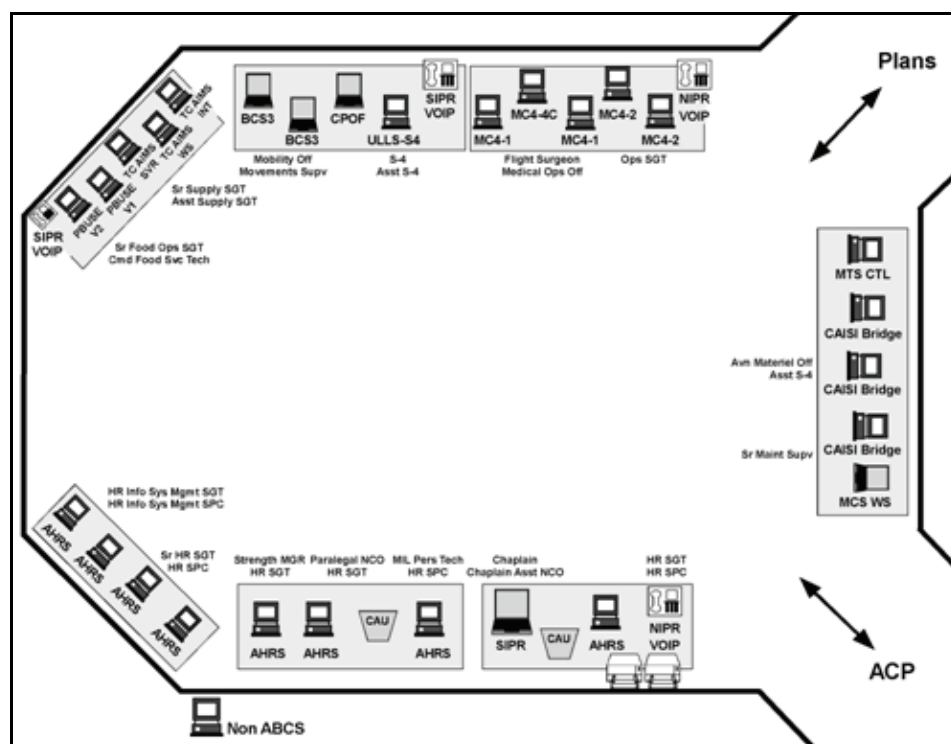 Plans
SIPR
VOIP
NIPR
VOIP
BCS3
BCS3
CPOF
ULLS-S4
MC4-1
MC4-4C
MC4-1
MC4-2
MC4-2
Mobility Off
Movements Supv
S-4
Asst S-4
Flight Surgeon
Medical Ops Off
Ops SGT
TC AIMS
INT
TC AIMS
WS
TC AIMS
SVR
PBUSE
V1
PBUSE
V2
SIPR
VOIP
Sr Supply SGT
Asst Supply SGT
Sr Food Ops SGT
Cmd Food Svc Tech
MTS CTL
CAISI Bridge
Avn Materiel Off
Asst S-4
CAISI Bridge
Sr Maint Supv
CAISI Bridge
MCS WS
HR Info Sys Mgmt SGT
HR Info Sys Mgmt SPC
AHRS
AHRS
AHRS
AHRS
Sr HR SGT
HR SPC
Strength MGR
HR SGT
Paralegal NCO
HR SGT
MIL Pers Tech
HR SPC
Chaplain
Chaplain Asst NCO
HR SGT
HR SPC
AHRS
AHRS
CAU
AHRS
SIPR
CAU
AHRS
NIPR
VOIP
ACP
Non ABCS